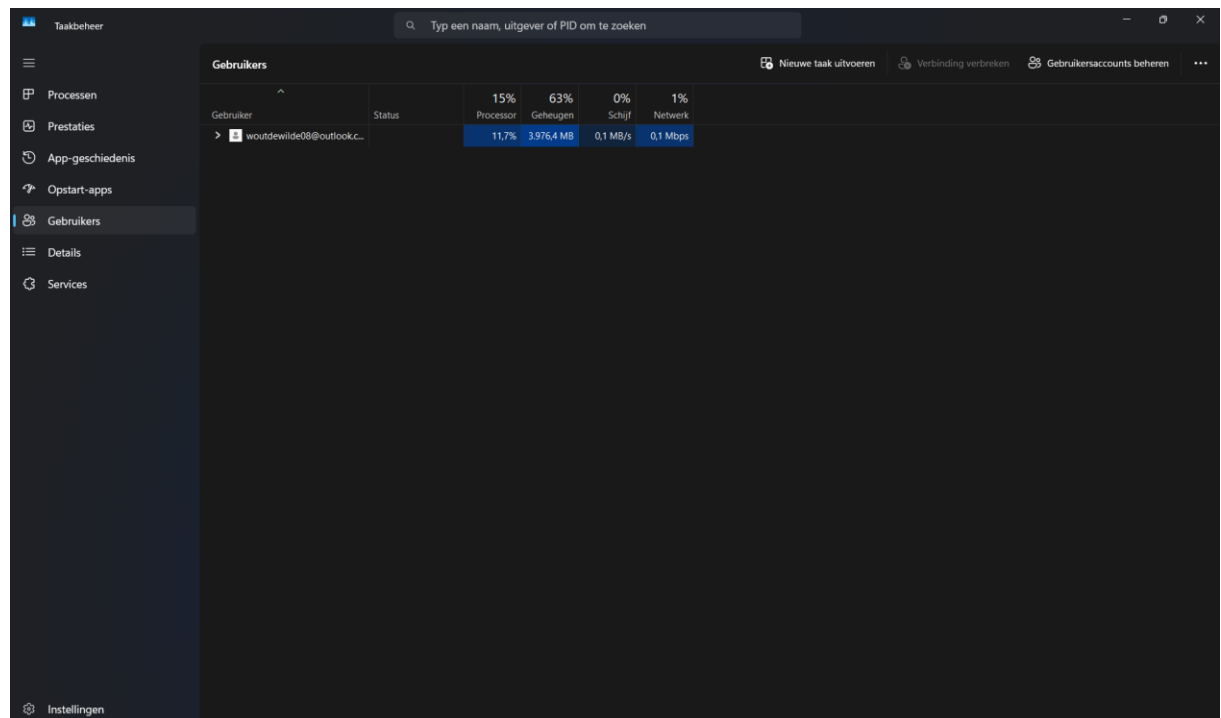 Taakbeheer
Typ een naam, uitgever of PID om te zoeken
Gebruikers
Nieuwe taak uitvoeren
Verbinding verbreken
Gebruikersaccounts beheren
Processen
Prestaties
App-geschiedenis
Opstart-apps
Gebruikers
Details
Services
15% 63% 0% 1%
Gebruiker Status Processor Geheugen Schijf Netwerk
woutdewilde08@outlook.c... 11,7% 3.976,4 MB 0,1 MB/s 0,1 Mbps
Instellingen